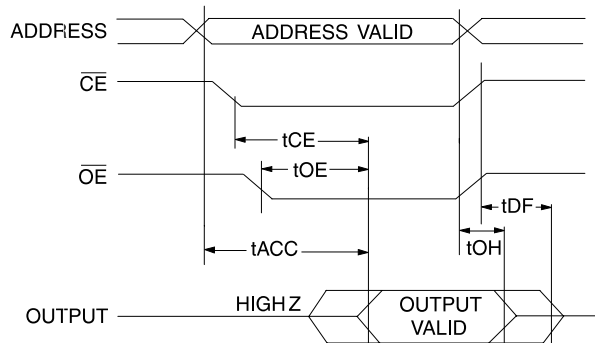 ADDRESS
ADDRESS VALID
CE
tCE
OE
tOE
tDF
tOH
tACC
OUTPUT
HIGH Z
OUTPUT
VALID